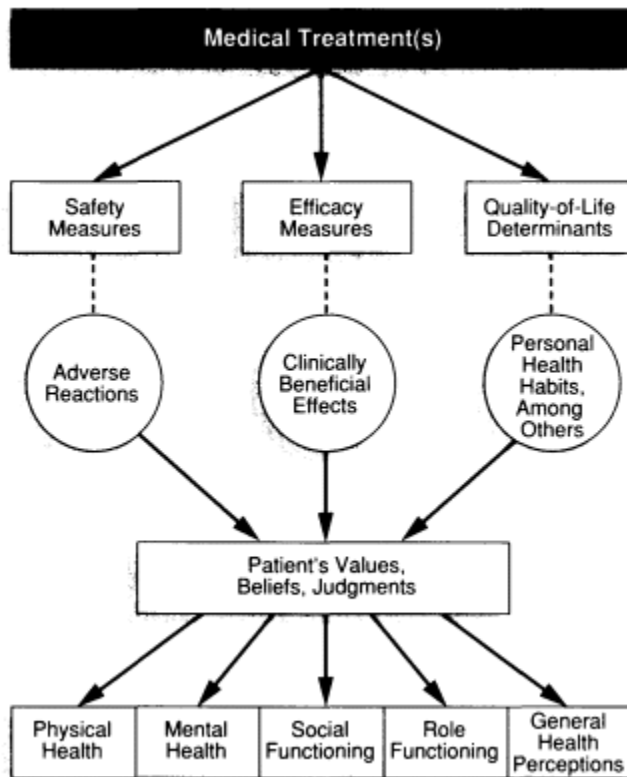 Medical Treatment(s)
Safety
Measures
Efficacy
Measures
Quality-of-Life
Determinants
Adverse
Reactions
Clinically
Beneficial
Effects
Personal
Health
Habits,
Among
Others
Patient's Values,
Beliefs, Judgments
Physical
Health
Mental
Health
Social
Functioning
Role
Functioning
General
Health
Perceptions